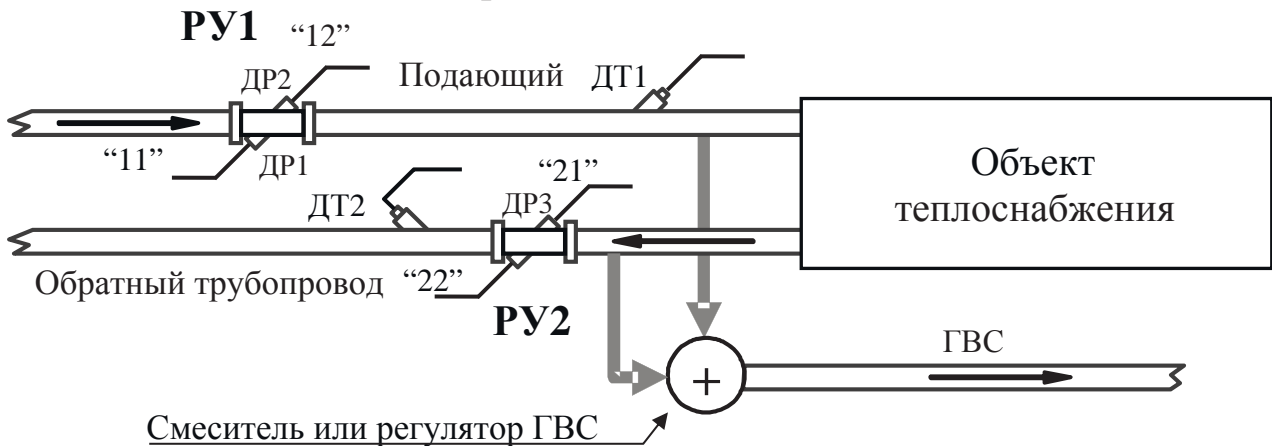 РУ1 “12”
ДР2 Подающий ДТ1
“11” ДР1
Объект
теплоснабжения
ДТ2 ДР3 “21”
Обратный трубопровод “22”
РУ2
ГВС
+
Смеситель или регулятор ГВС